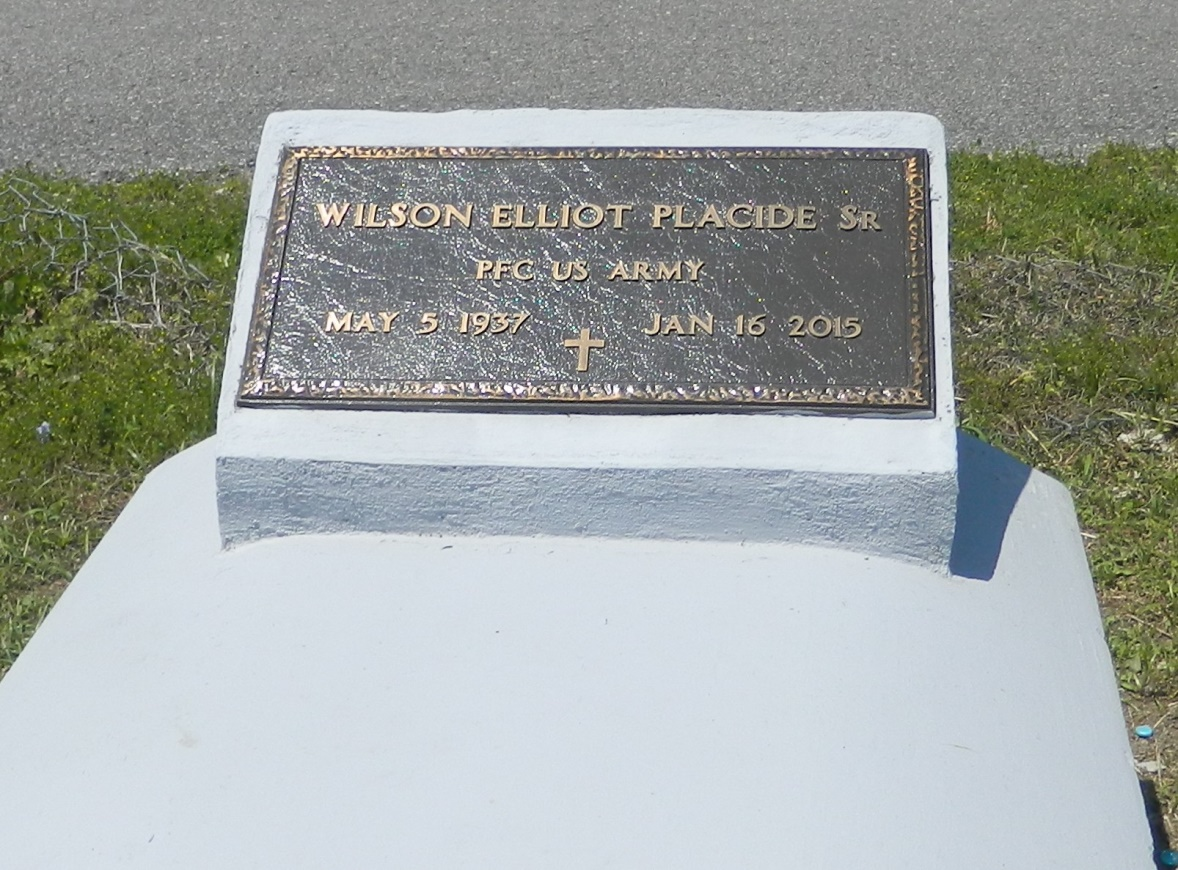 WILSON ELLIOT PLACIDE SR
PFC US ARMY
MAY 5 1937 JAN 16 2015